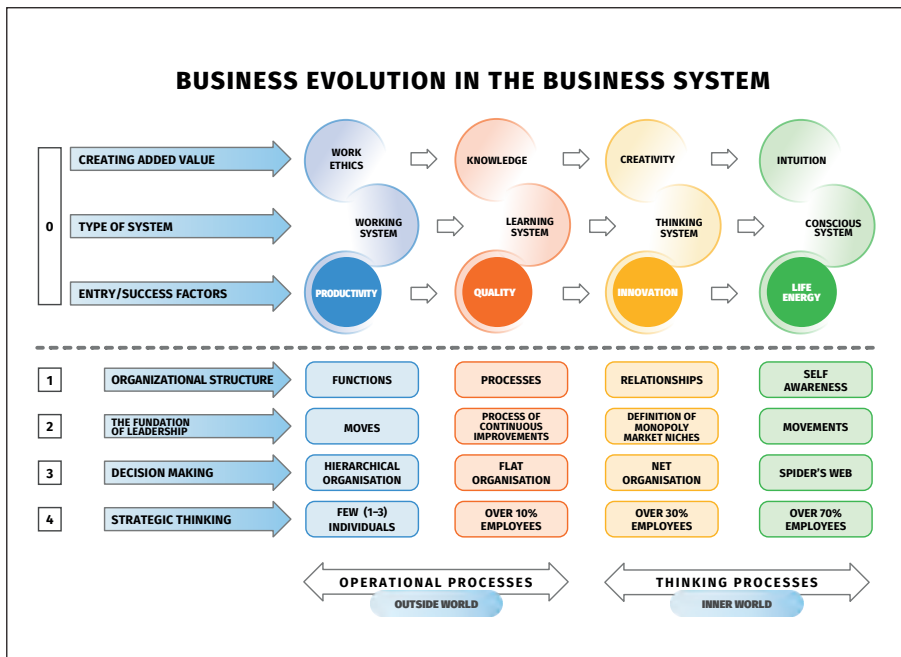 BUSINESS EVOLUTION IN THE BUSINESS SYSTEM
0
CREATING ADDED VALUE
WORK
ETHICS
KNOWLEDGE
CREATIVITY
INTUITION
TYPE OF SYSTEM
WORKING
SYSTEM
LEARNING
SYSTEM
THINKING
SYSTEM
CONSCIOUS
SYSTEM
ENTRY/SUCCESS FACTORS
PRODUCTIVITY
QUALITY
INNOVATION
LIFE
ENERGY
1
ORGANIZATIONAL STRUCTURE
FUNCTIONS
PROCESSES
RELATIONSHIPS
SELF
AWARENESS
2
THE FUNDATION
OF LEADERSHIP
MOVES
PROCESS OF
CONTINUOUS
IMPROVEMENTS
DEFINITION OF
MONOPOLY
MARKET NICHES
MOVEMENTS
3
DECISION MAKING
HIERARCHICAL
ORGANISATION
FLAT
ORGANISATION
NET
ORGANISATION
SPIDER'S WEB
4
STRATEGIC THINKING
FEW (1–3)
INDIVIDUALS
OVER 10%
EMPLOYEES
OVER 30%
EMPLOYEES
OVER 70%
EMPLOYEES
OPERATIONAL PROCESSES
OUTSIDE WORLD
THINKING PROCESSES
INNER WORLD